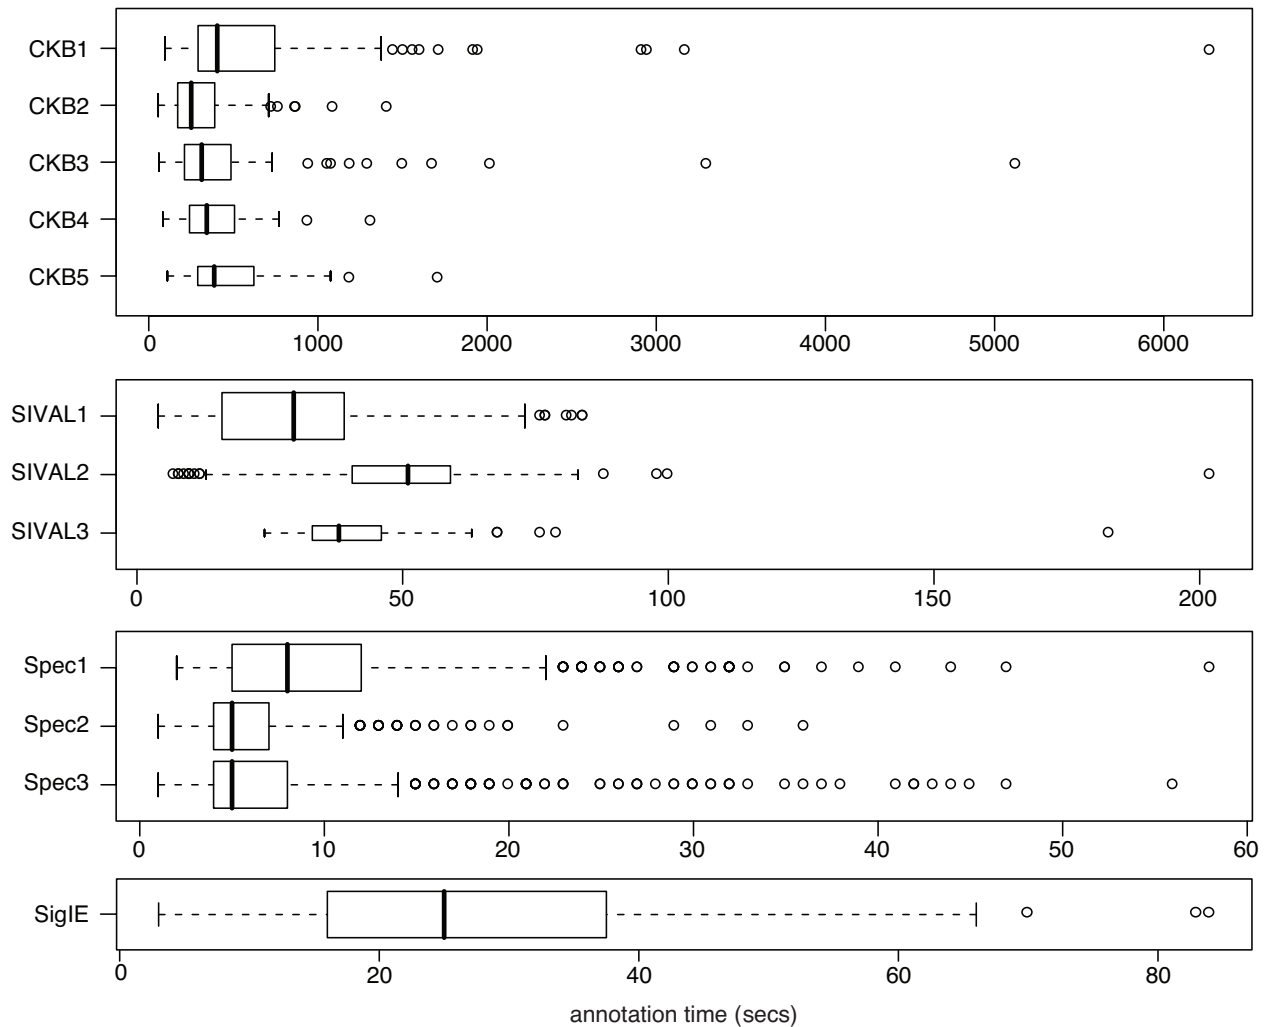 CKB1
CKB2
CKB3
CKB4
CKB5
0 1000 2000 3000 4000 5000 6000
SIVAL1
SIVAL2
SIVAL3
0 50 100 150 200
Spec1
Spec2
Spec3
0 10 20 30 40 50 60
SigIE
0 20 40 60 80
annotation time (secs)